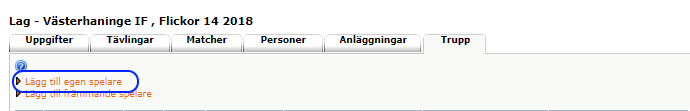 Lag - Västerhaninge IF , Flickor 14 2018
Uppgifter Tävlingar Matcher Personer Anläggningar Trupp
Lägg till egen spelare
Lägg till främmande spelare